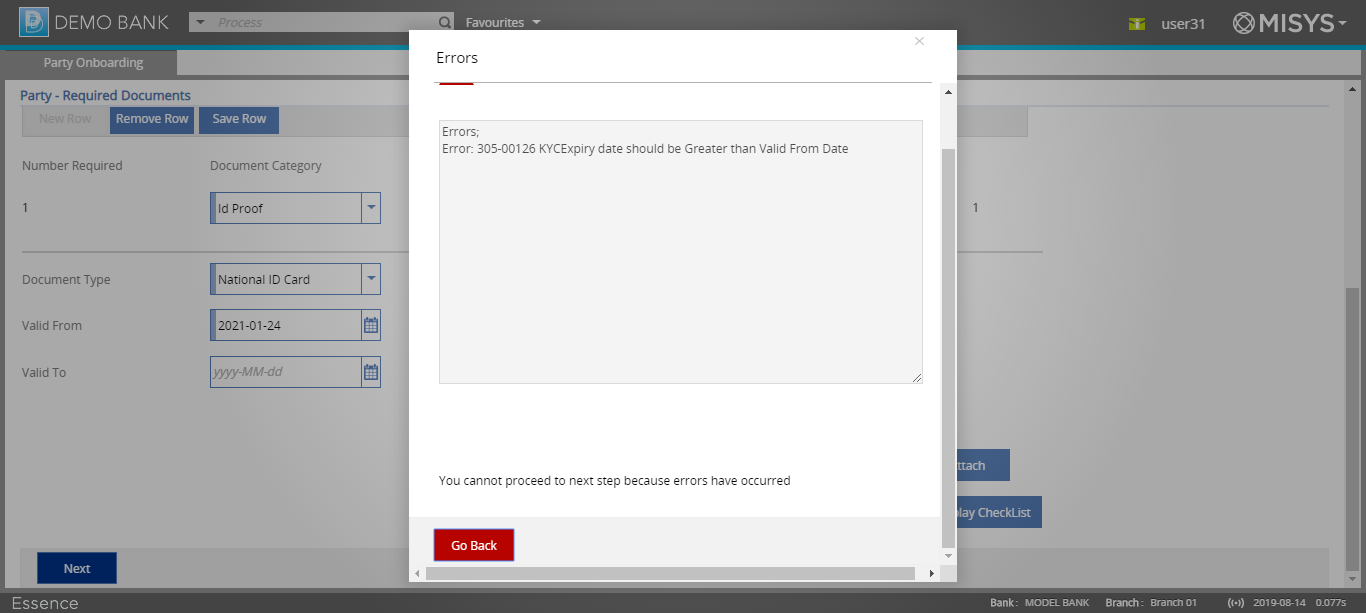 DEMO BANK
Process
Favourites
user31
MISYS
Party Onboarding
Party - Required Documents
New Row
Remove Row
Save Row
Number Required
Document Category
1
Id Proof
1
Document Type
National ID Card
Valid From
2021-01-24
Valid To
yyyy-MM-dd
Errors
Errors;
Error: 305-00126 KYCExpiry date should be Greater than Valid From Date
You cannot proceed to next step because errors have occurred
Go Back
ttach
play CheckList
Next
Essence
Bank : MODEL BANK Branch : Branch 01 2019-08-14 0.077s